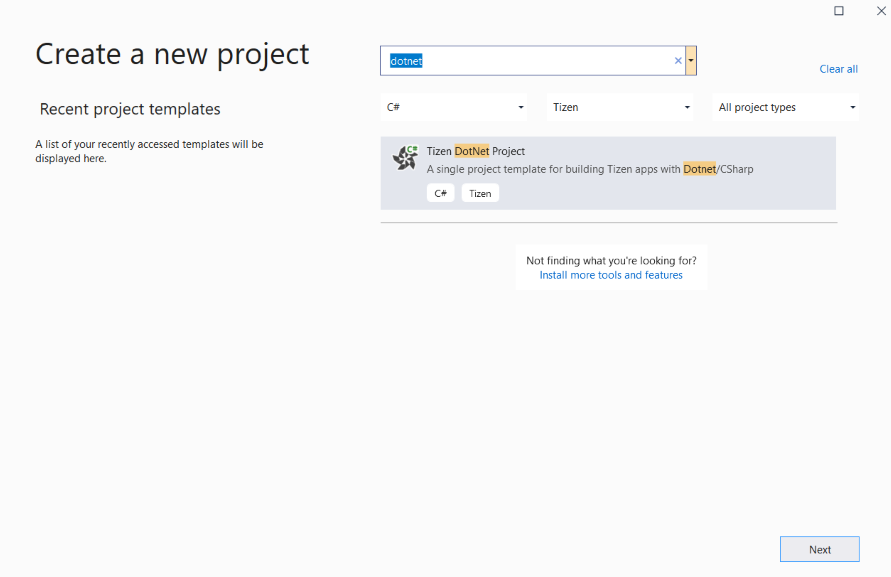 Create a new project
Recent project templates
A list of your recently accessed templates will be
displayed here.
dotnet
Clear all
C#
Tizen
All project types
C#
Tizen DotNet Project
A single project template for building Tizen apps with Dotnet/CSharp
C#
Tizen
Not finding what you're looking for?
Install more tools and features
Next